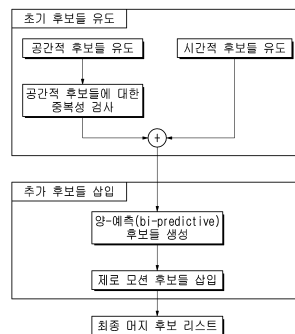 초기 후보들 유도
공간적 후보들 유도
시간적 후보들 유도
공간적 후보들에 대한
중복성 검사
+
추가 후보들 삽입
양-예측(bi-predictive)
후보들 생성
제로 모션 후보들 삽입
최종 머지 후보 리스트